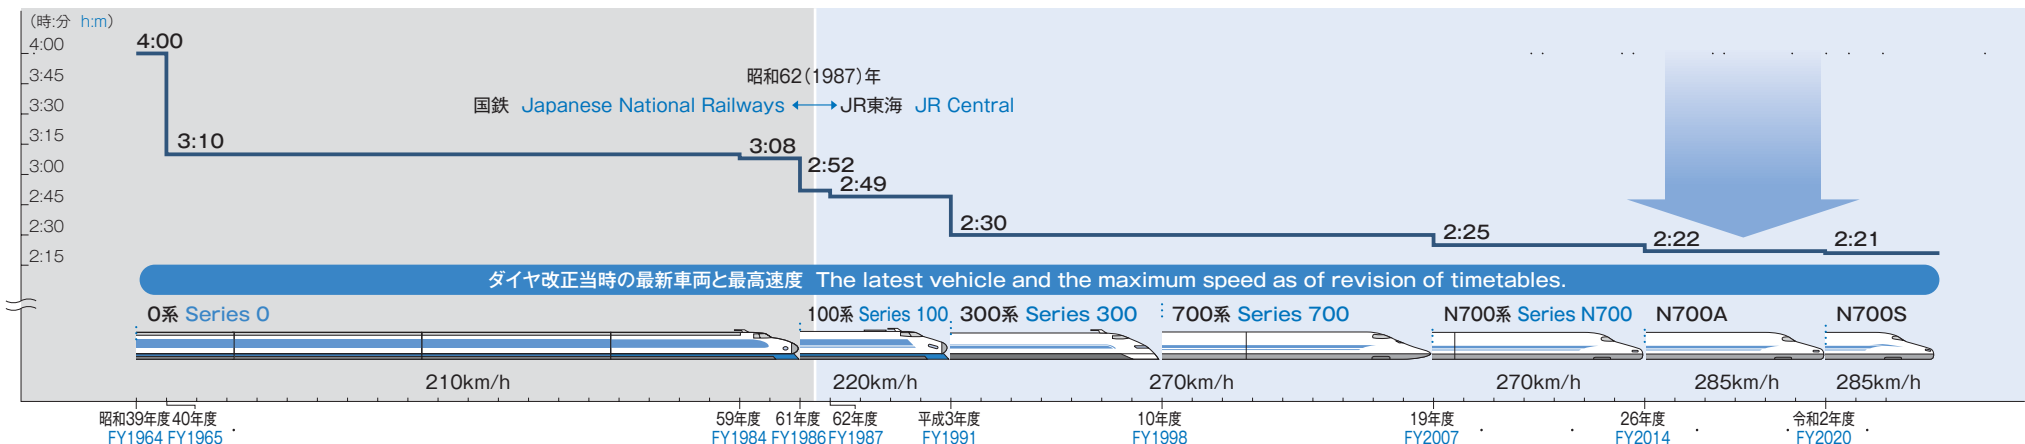 (時:分 h:m)
4:00
3:45
3:30
3:15
3:00
2:45
2:30
2:15
4:00
3:10
3:08
2:52
2:49
2:30
2:25
2:22
2:21
昭和62(1987)年
国鉄 Japanese National Railways ⟷ JR東海 JR Central
ダイヤ改正当時の最新車両と最高速度 The latest vehicle and the maximum speed as of revision of timetables.
0系 Series 0
100系 Series 100
300系 Series 300
700系 Series 700
N700系 Series N700
N700A
N700S
210km/h
220km/h
270km/h
270km/h
285km/h
285km/h
昭和39年度
FY1964
40年度
FY1965
59年度
FY1984
61年度
FY1986
62年度
FY1987
平成3年度
FY1991
10年度
FY1998
19年度
FY2007
26年度
FY2014
令和2年度
FY2020